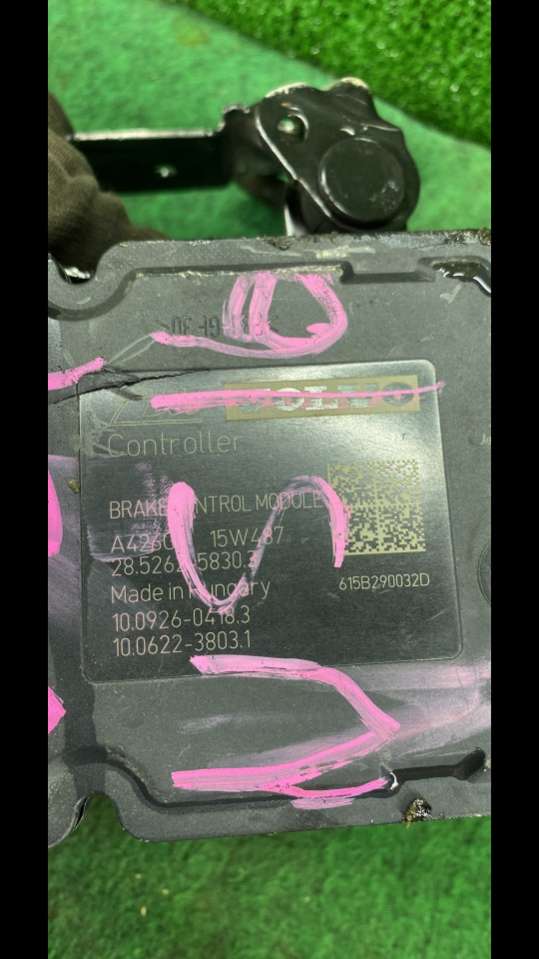 VOLVO
Controller
BRAKE CONTROL MODULE
15W487
Made in Hungary
615B290032D
10.0926-0418.3
10.0622-3803.1